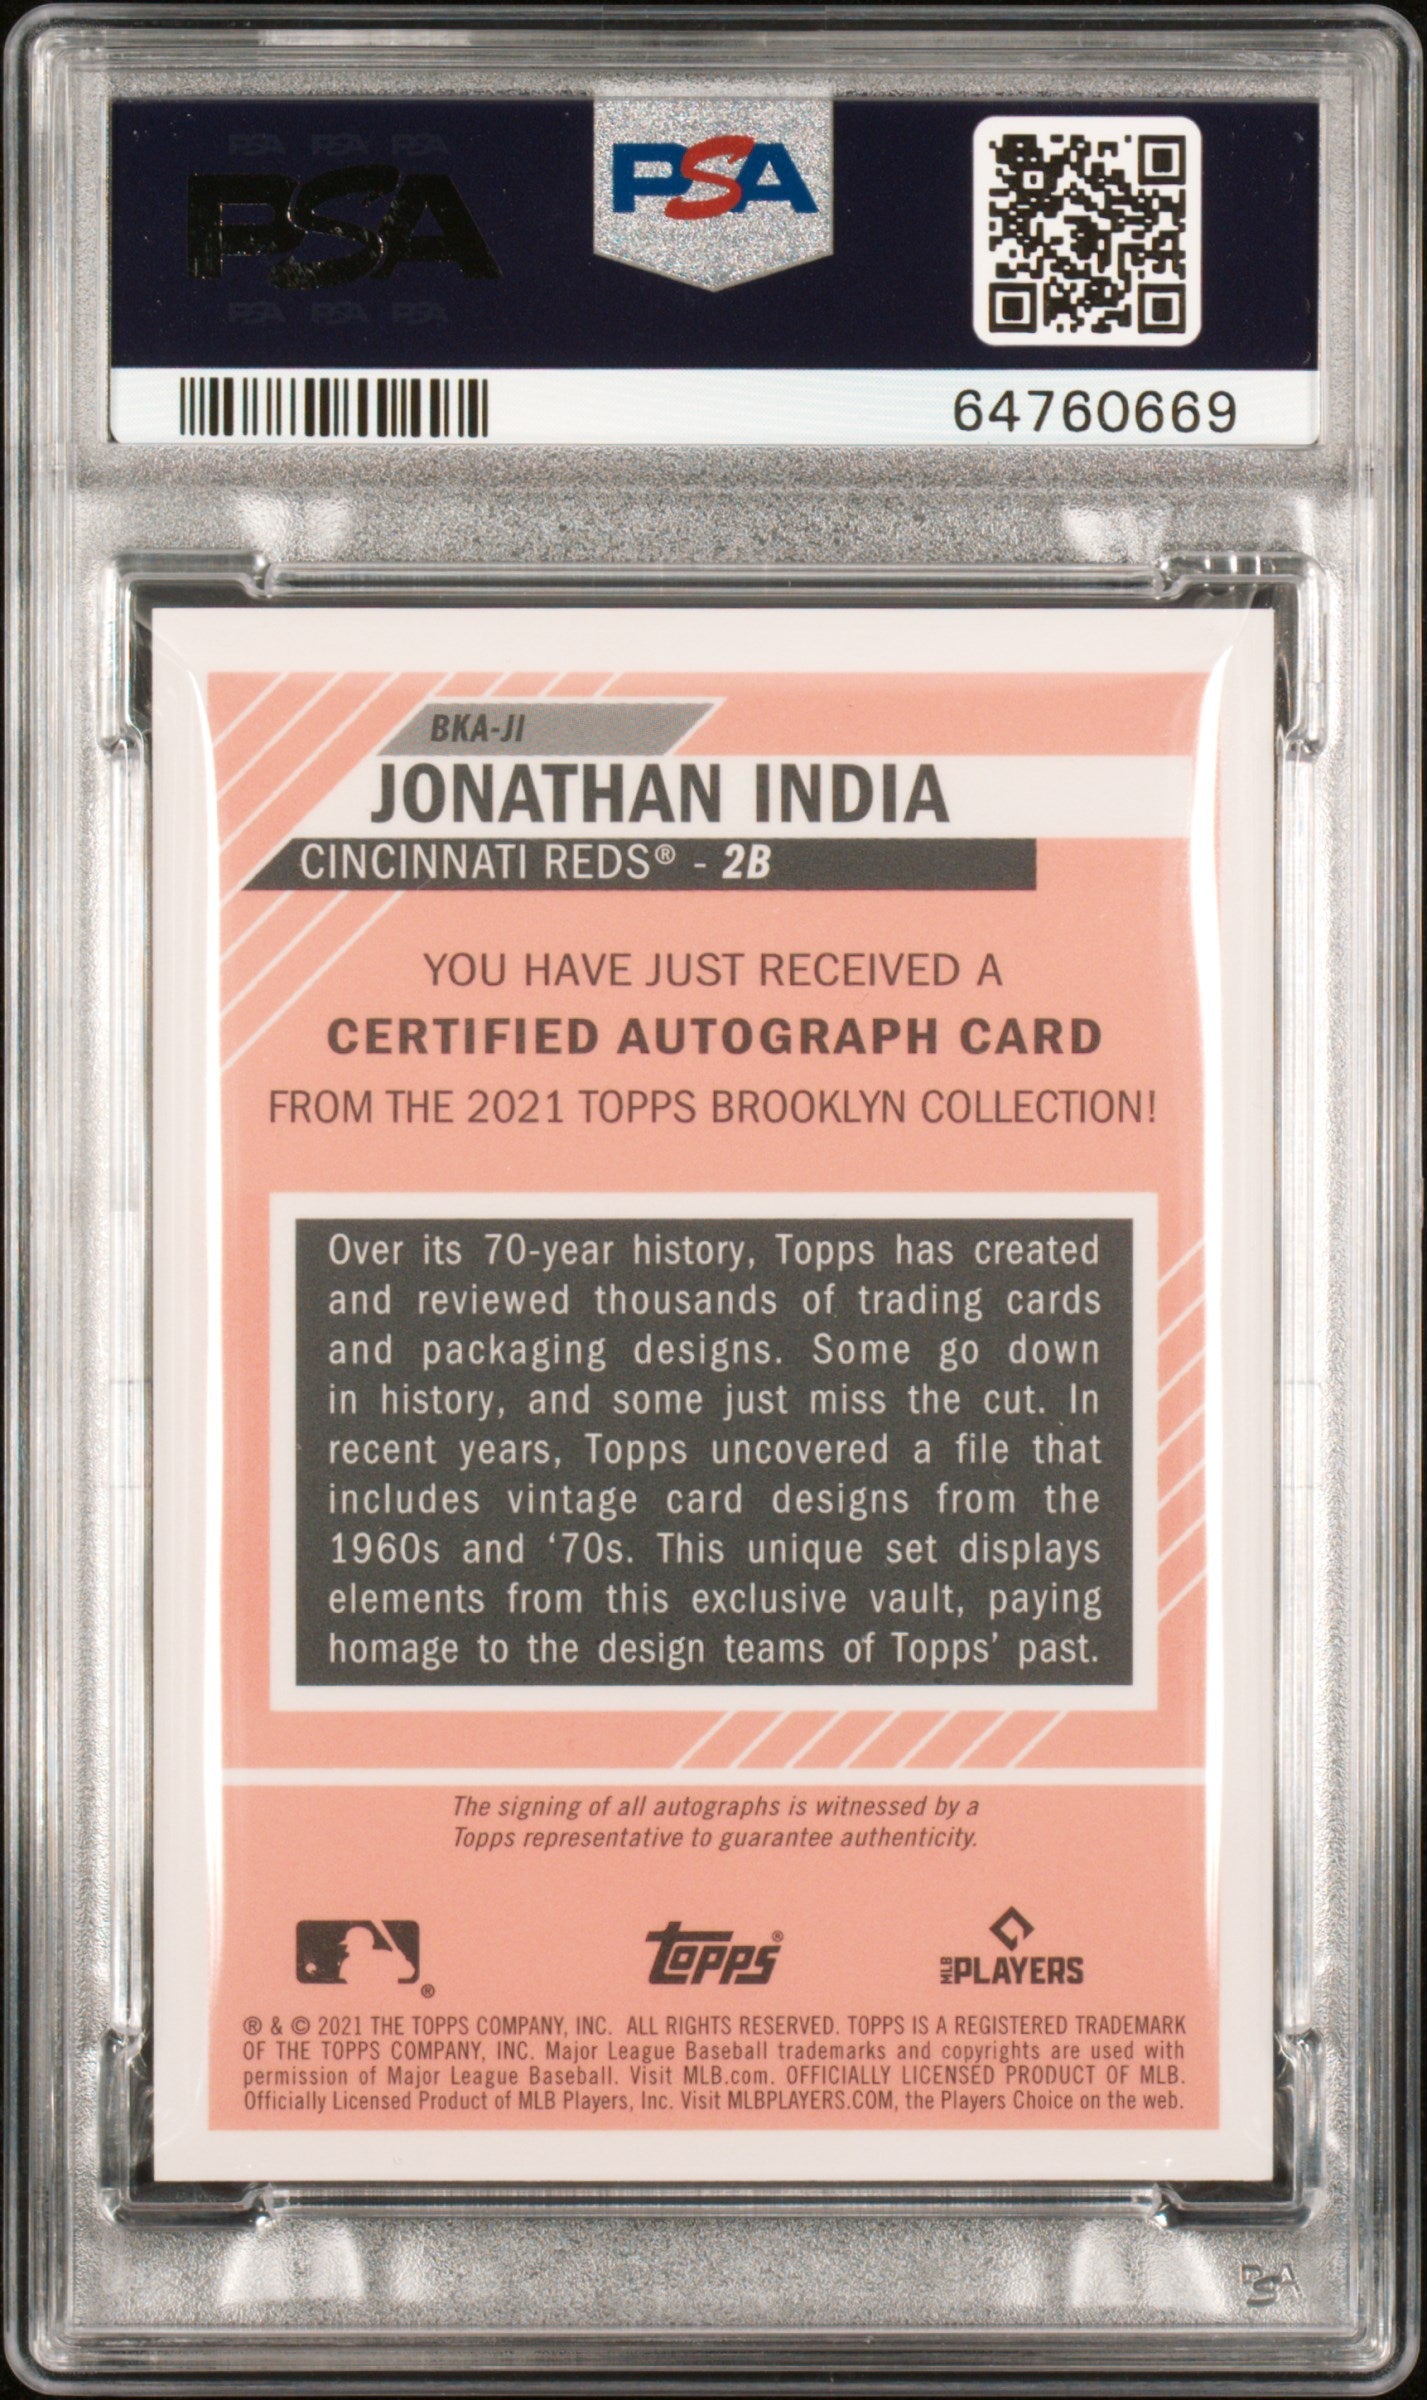 PSA PSA PSA
PSA
PSA
PSA PSA PSA
64760669
BKA-JI
JONATHAN INDIA
CINCINNATI REDS® - 2B
YOU HAVE JUST RECEIVED A
CERTIFIED AUTOGRAPH CARD
FROM THE 2021 TOPPS BROOKLYN COLLECTION!
Over its 70-year history, Topps has created
and reviewed thousands of trading cards
and packaging designs. Some go down
in history, and some just miss the cut. In
recent years, Topps uncovered a file that
includes vintage card designs from the
1960s and ‘70s. This unique set displays
elements from this exclusive vault, paying
homage to the design teams of Topps’ past.
The signing of all autographs is witnessed by a
Topps representative to guarantee authenticity.
®
Topps®
MLB PLAYERS
® & © 2021 THE TOPPS COMPANY, INC. ALL RIGHTS RESERVED. TOPPS IS A REGISTERED TRADEMARK
OF THE TOPPS COMPANY, INC. Major League Baseball trademarks and copyrights are used with
permission of Major League Baseball. Visit MLB.com. OFFICIALLY LICENSED PRODUCT OF MLB.
Officially Licensed Product of MLB Players, Inc. Visit MLBPLAYERS.COM, the Players Choice on the web.
PSA